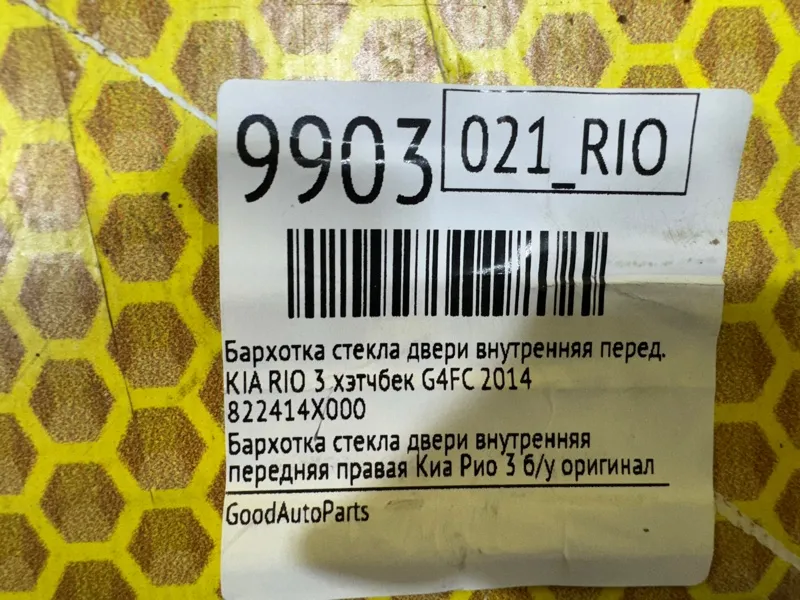 9903 021_RIO
Бархотка стекла двери внутренняя перед.
KIA RIO 3 хэтчбек G4FC 2014
822414X000
Бархотка стекла двери внутренняя
передняя правая Киа Рио 3 б/у оригинал
GoodAutoParts